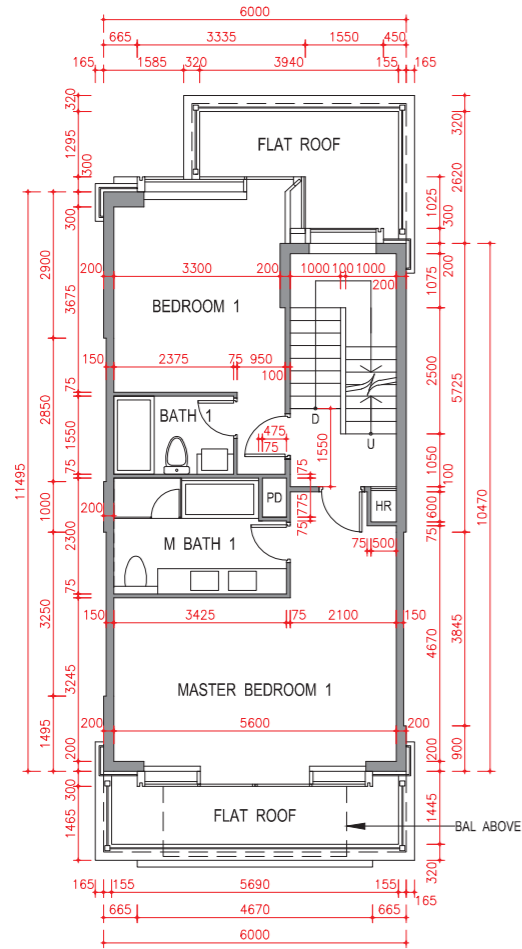 6000
665 3335 1550 450
165 1585 320 3940 155 165
320
1295
300
FLAT ROOF
320
2620
1025
300
300
2900
3675
200 3300 200 1000 100 1000
200
1075
200
BEDROOM 1
150 2375 75 950
100
2500
5725
75
2850
1550
BATH 1
475
75
D
U
1550
11495
75
75
1050
100
10470
1000
200
PD
775
HR
600
75
75
75 500
2300
M BATH 1
75
150 3425 75 2100 150
3250
3245
3845
4670
MASTER BEDROOM 1
1495
200 5600 200
200
200
900
300
1465
FLAT ROOF
1445
BAL ABOVE
320
165 155 5690 155 165
665 4670 665
6000